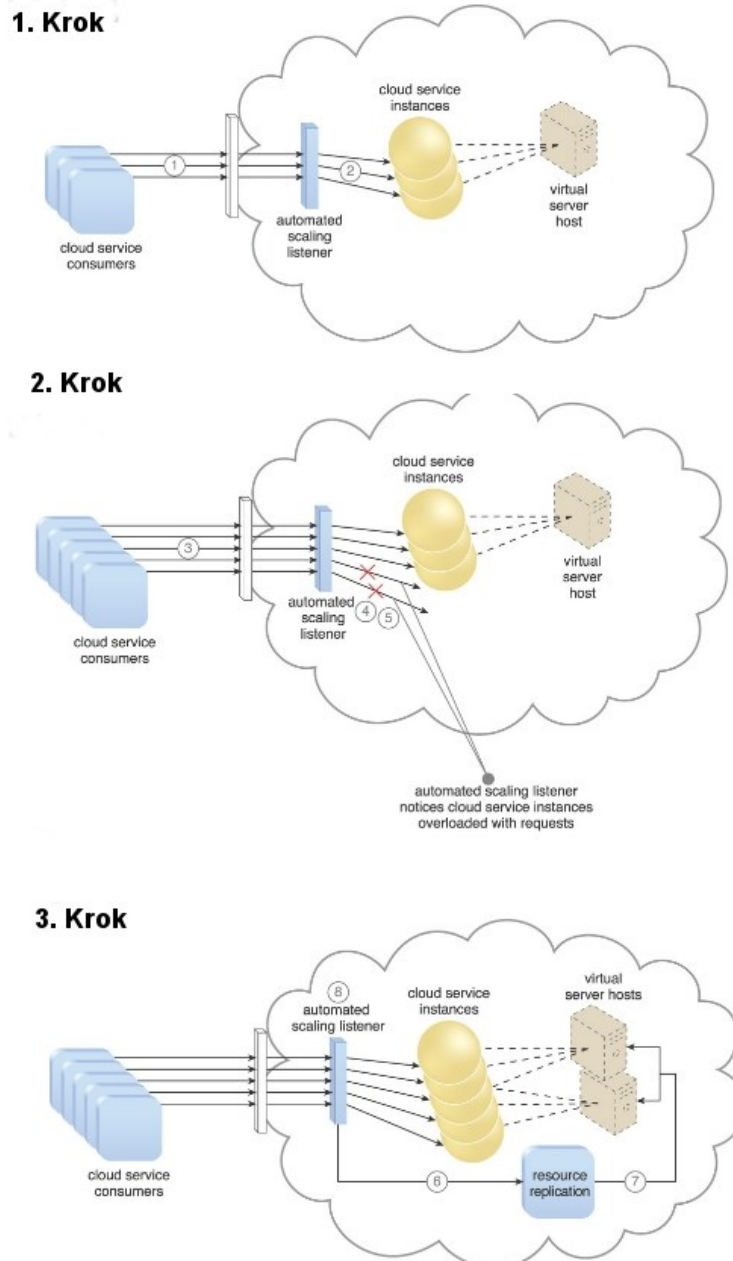 1. Krok
cloud service
instances
1
2
automated
scaling
listener
virtual
server
host
cloud service
consumers
2. Krok
cloud service
instances
3
4
5
automated
scaling
listener
virtual
server
host
cloud service
consumers
automated scaling listener
notices cloud service instances
overloaded with requests
3. Krok
8
automated
scaling listener
cloud service
instances
virtual
server hosts
cloud service
consumers
6
resource
replication
7